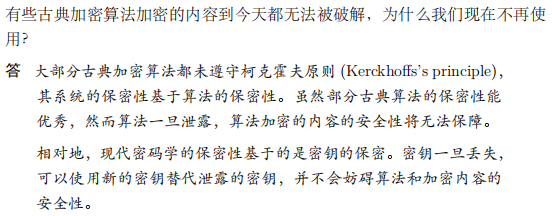 有些古典加密算法加密的内容到今天都无法被破解，为什么我们现在不再使
用?
答 大部分古典加密算法都未遵守柯克霍夫原则 (Kerckhoffs's principle)，
其系统的保密性基于算法的保密性。虽然部分古典算法的保密性能
优秀，然而算法一旦泄露，算法加密的内容的安全性将无法保障。
相对地，现代密码学的保密性基于的是密钥的保密。密钥一旦丢失，
可以使用新的密钥替代泄露的密钥，并不会妨碍算法和加密内容的
安全性。